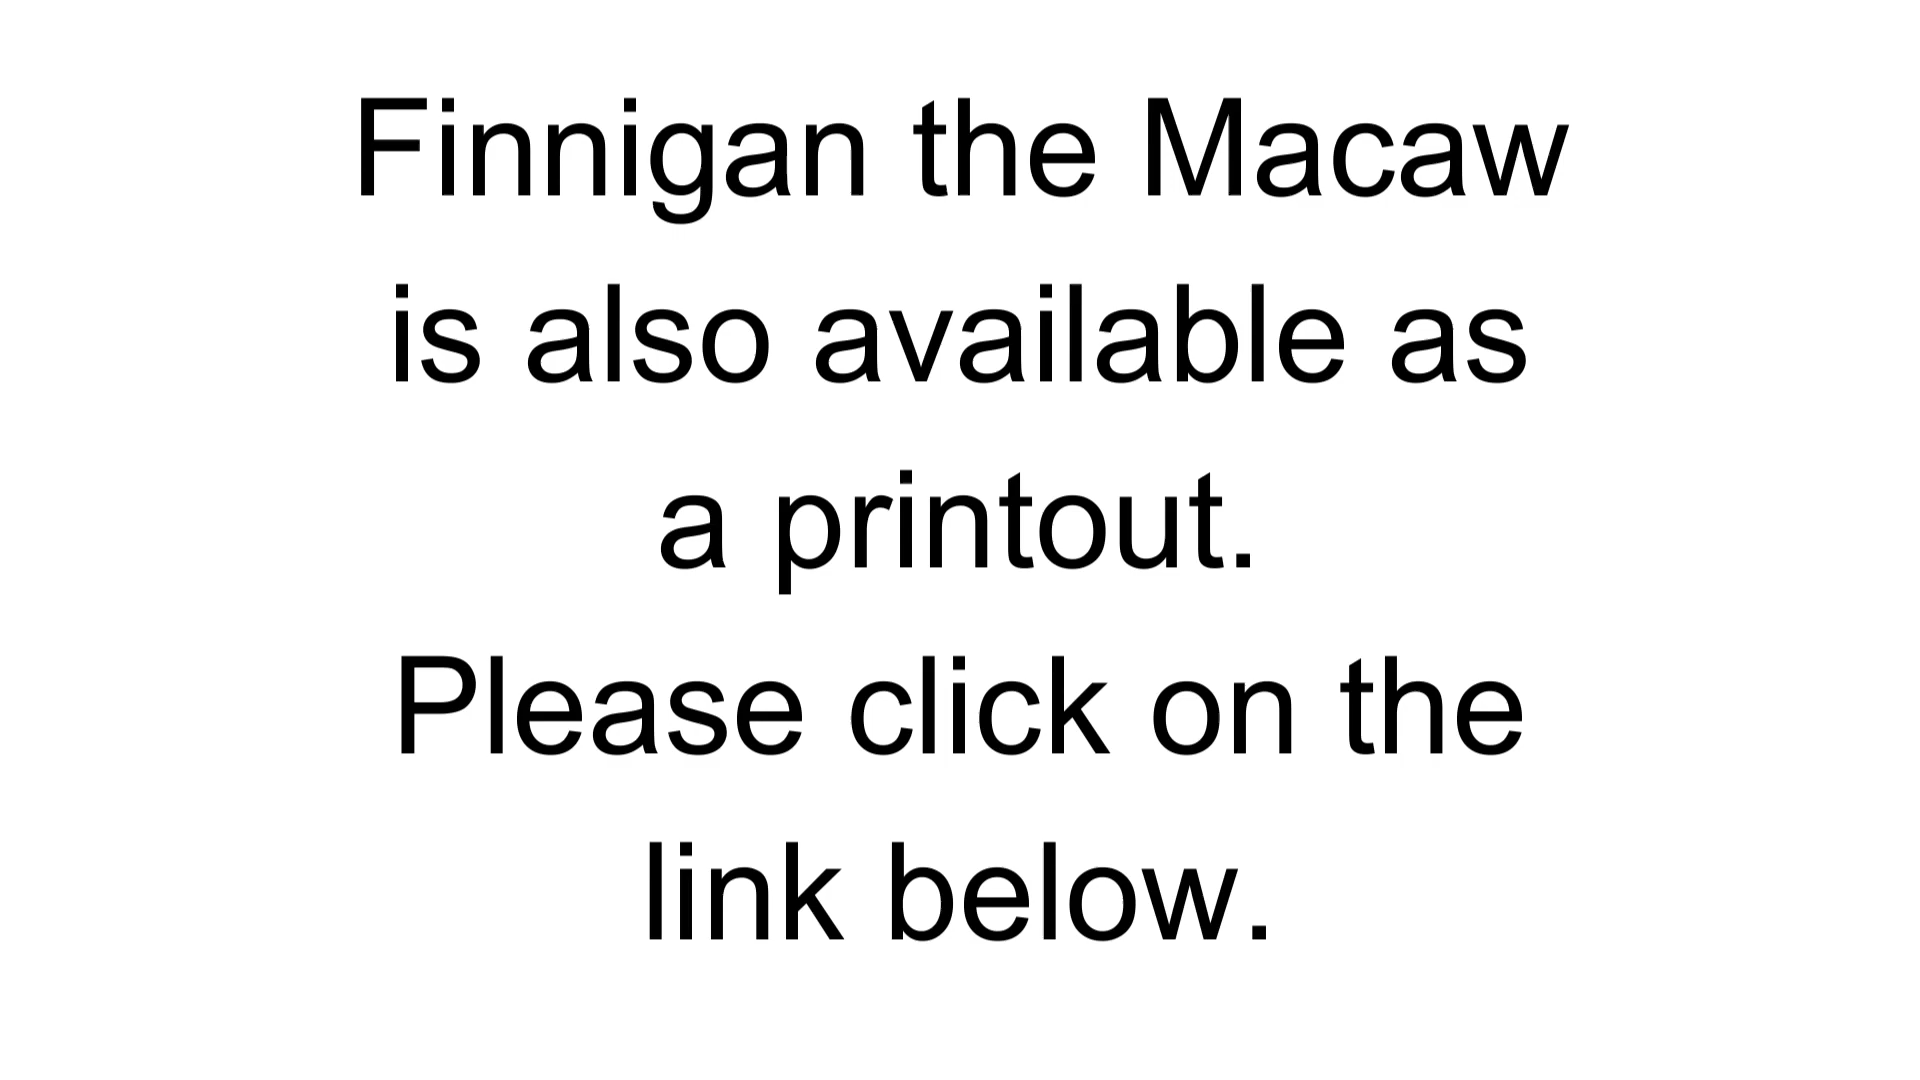 Finnigan the Macaw
is also available as
a printout.
Please click on the
link below.